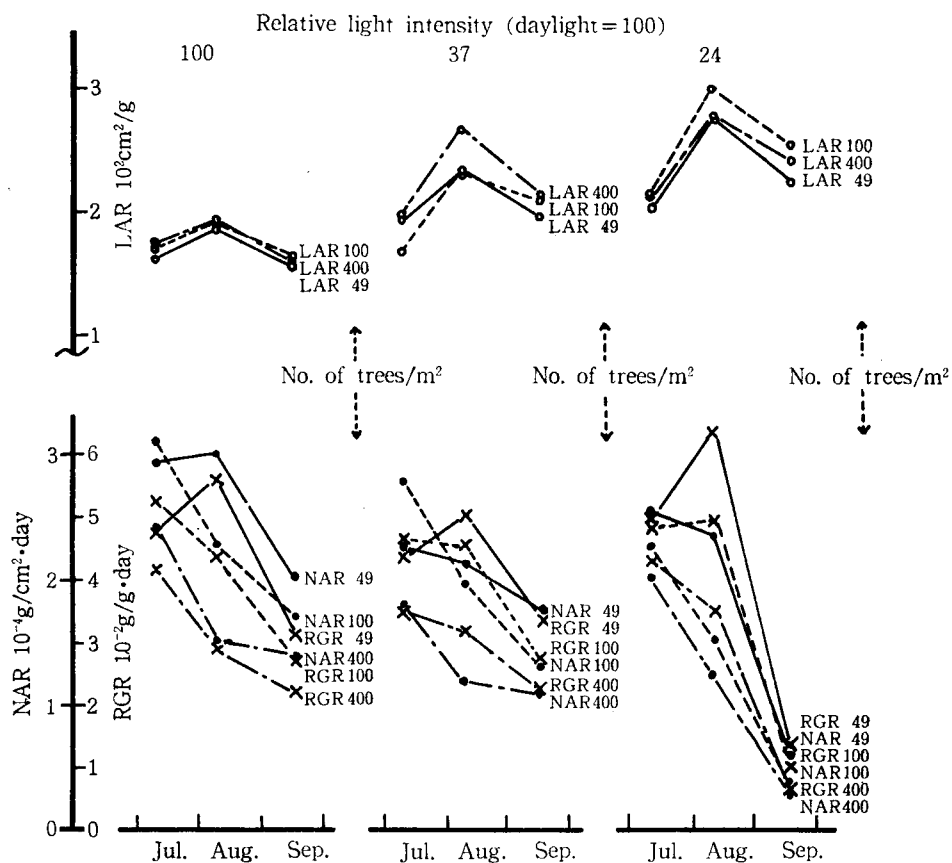 Relative light intensity (daylight=100)
100 37 24
3
2
1
LAR 10²cm²/g
LAR 100
LAR 400
LAR 49
LAR 400
LAR 100
LAR 49
LAR 100
LAR 400
LAR 49
No. of trees/m²
No. of trees/m²
No. of trees/m²
NAR 10⁻⁴g/cm²·day
3
2
1
0
RGR 10⁻²g/g·day
6
5
4
3
2
1
0
NAR 49
NAR 100
RGR 49
NAR 400
RGR 100
RGR 400
NAR 49
RGR 49
RGR 100
NAR 100
RGR 400
NAR 400
RGR 49
NAR 49
RGR 100
NAR 100
RGR 400
NAR 400
Jul. Aug. Sep.
Jul. Aug. Sep.
Jul. Aug. Sep.